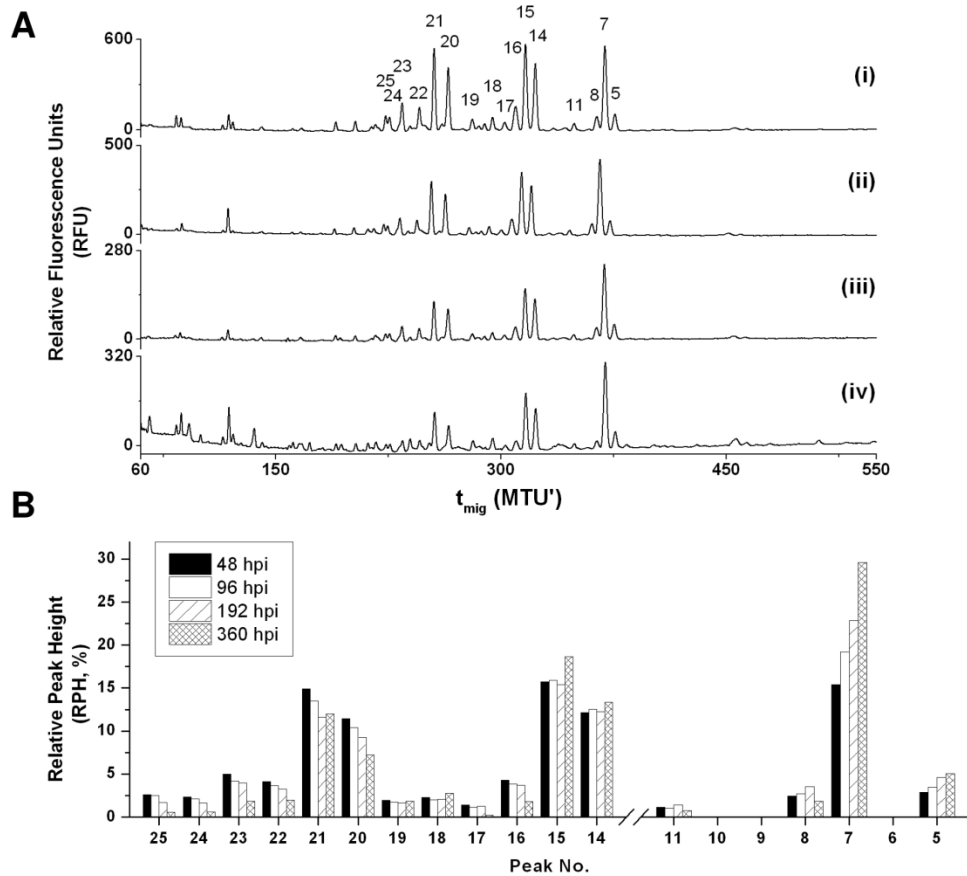 A
600
0
25
24
23
22
21
20
19
18
17
16
15
14
11
8
7
5
(i)
500
0
(ii)
280
0
(iii)
320
0
(iv)
Relative Fluorescence Units
(RFU)
60
150
300
450
550
tmig (MTU')
B
48 hpi
96 hpi
192 hpi
360 hpi
30
25
20
15
10
5
0
Relative Peak Height
(RPH, %)
25 24 23 22 21 20 19 18 17 16 15 14 11 10 9 8 7 6 5
Peak No.